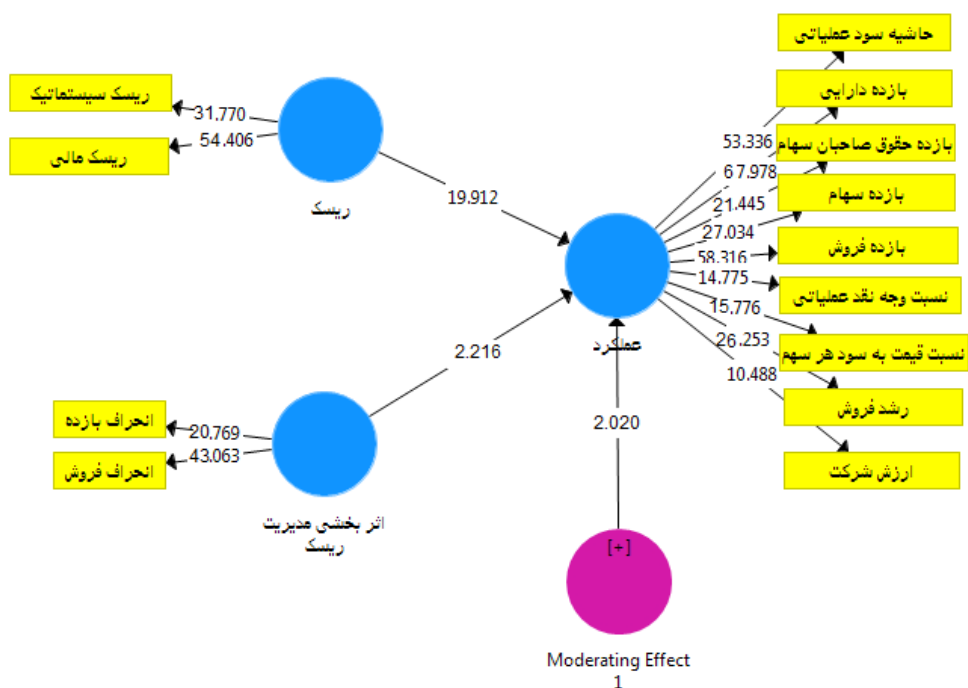 ریسک سیستماتیک
31.770
ریسک مالی
54.406
ریسک
19.912
انحراف بازده
20.769
انحراف فروش
43.063
اثر بخشی مدیریت
ریسک
2.216
عملکرد
2.020
[+]
Moderating Effect
1
حاشیه سود عملیاتی
53.336
بازده دارایی
67.978
بازده حقوق صاحبان سهام
21.445
بازده سهام
27.034
بازده فروش
58.316
نسبت وجه نقد عملیاتی
14.775
نسبت قیمت به سود هر سهم
15.776
رشد فروش
26.253
ارزش شرکت
10.488